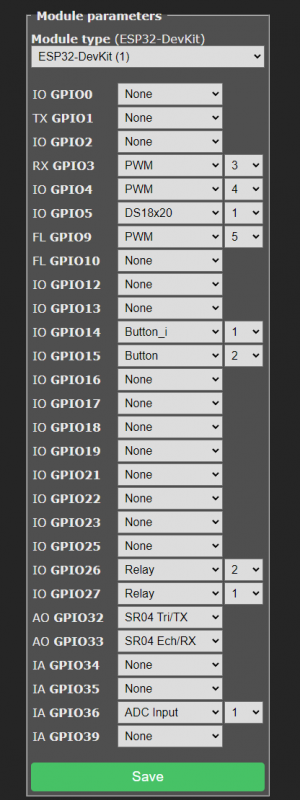 Module parameters
Module type (ESP32-DevKit)
ESP32-DevKit (1)
IO GPIO0 None
TX GPIO1 None
IO GPIO2 None
RX GPIO3 PWM 3
IO GPIO4 PWM 4
IO GPIO5 DS18x20 1
FL GPIO9 PWM 5
FL GPIO10 None
IO GPIO12 None
IO GPIO13 None
IO GPIO14 Button_i 1
IO GPIO15 Button 2
IO GPIO16 None
IO GPIO17 None
IO GPIO18 None
IO GPIO19 None
IO GPIO21 None
IO GPIO22 None
IO GPIO23 None
IO GPIO25 None
IO GPIO26 Relay 2
IO GPIO27 Relay 1
AO GPIO32 SR04 Tri/TX
AO GPIO33 SR04 Ech/RX
IA GPIO34 None
IA GPIO35 None
IA GPIO36 ADC Input 1
IA GPIO39 None
Save